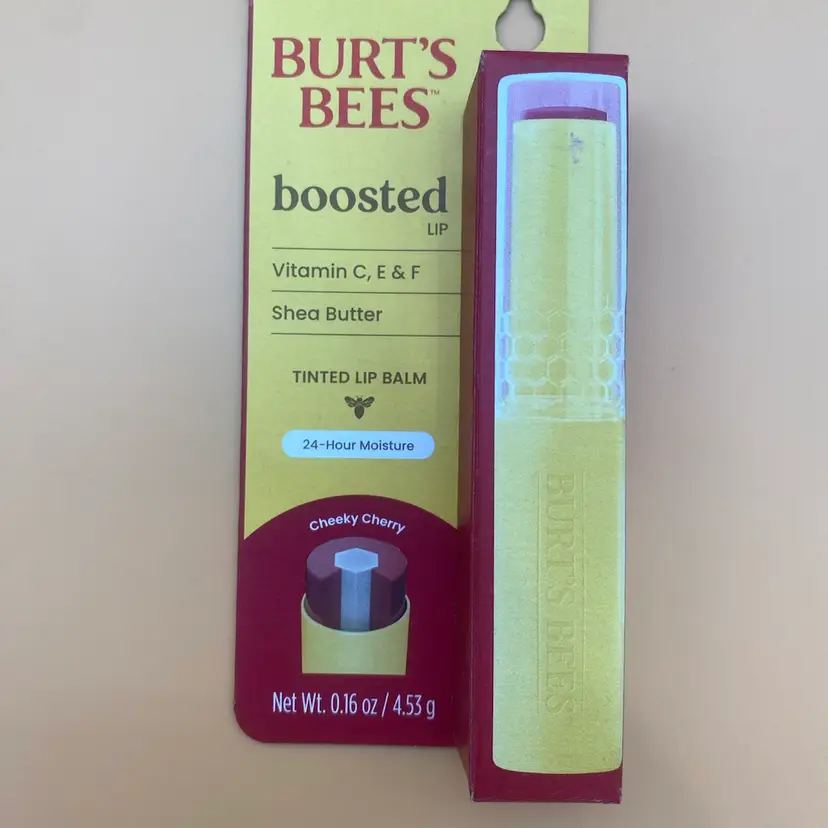 BURT'S
BEES™
boosted
LIP
Vitamin C, E & F
Shea Butter
TINTED LIP BALM
24-Hour Moisture
Cheeky Cherry
Net Wt. 0.16 oz / 4.53 g
BURT'S BEES